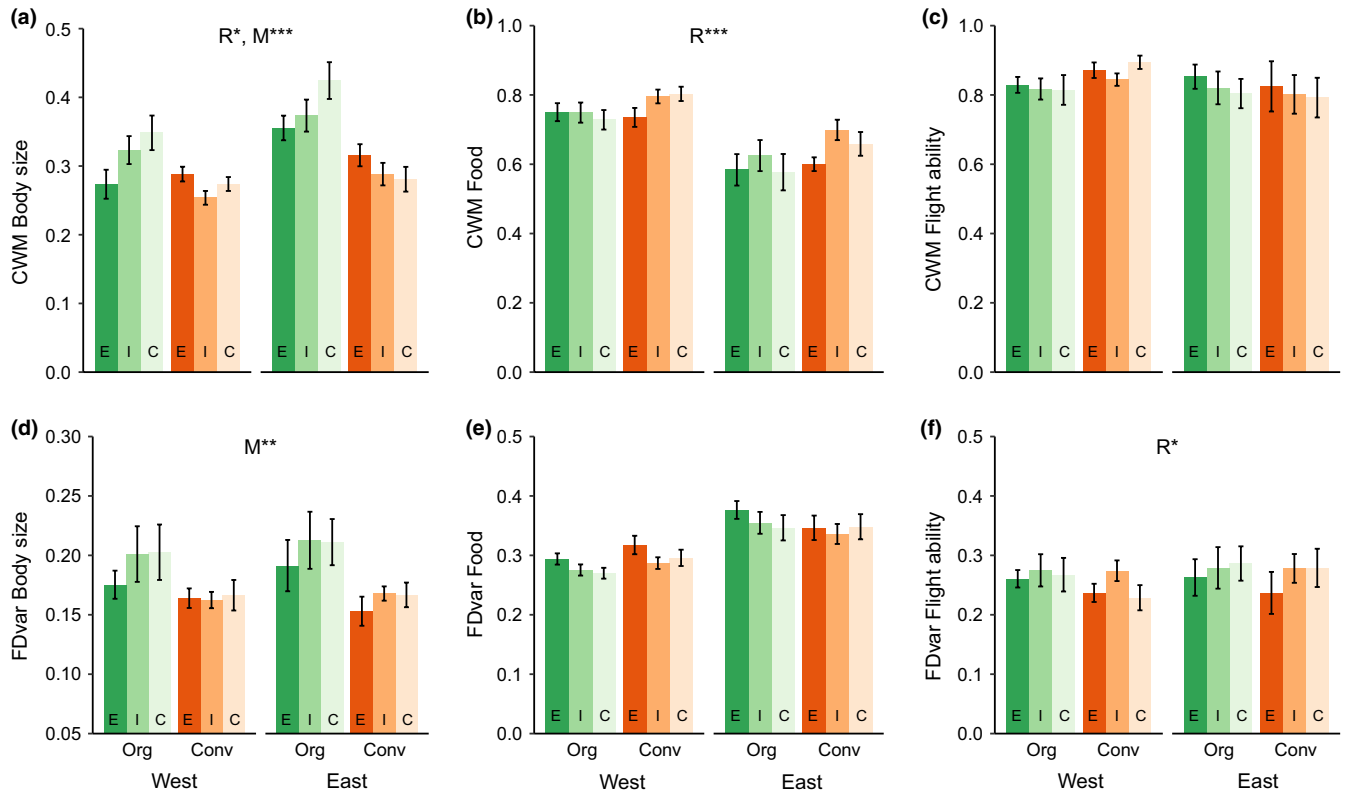 (a)
R*, M***
CWM Body size
0.5
0.4
0.3
0.2
0.1
0.0
E I C E I C E I C E I C
(b)
R***
CWM Food
1.0
0.8
0.6
0.4
0.2
0.0
E I C E I C E I C E I C
(c)
CWM Flight ability
1.0
0.8
0.6
0.4
0.2
0.0
E I C E I C E I C E I C
(d)
M**
FDvar Body size
0.30
0.25
0.20
0.15
0.10
0.05
E I C E I C E I C E I C
Org Conv Org Conv
West East
(e)
FDvar Food
0.5
0.4
0.3
0.2
0.1
0.0
E I C E I C E I C E I C
Org Conv Org Conv
West East
(f)
R*
FDvar Flight ability
0.5
0.4
0.3
0.2
0.1
0.0
E I C E I C E I C E I C
Org Conv Org Conv
West East